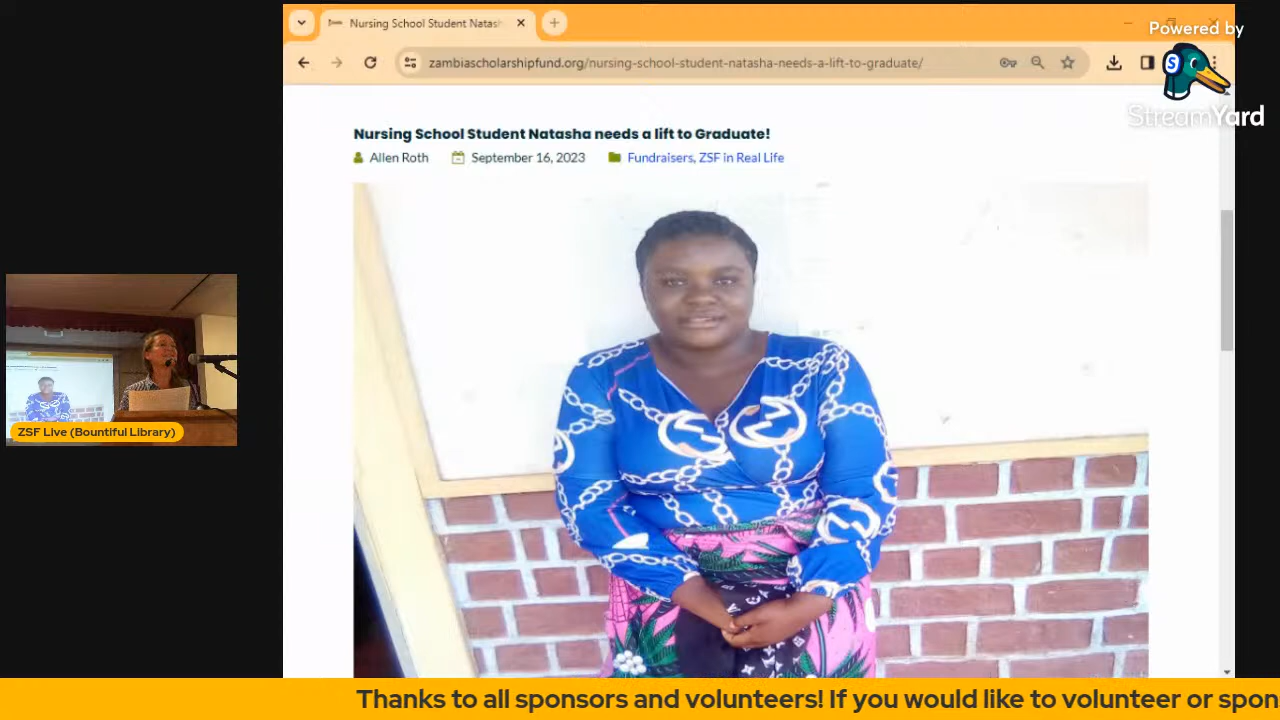 Nursing School Student Natash
zambiascholarshipfund.org/nursing-school-student-natasha-needs-a-lift-to-graduate/
Powered by
S
StreamYard
Nursing School Student Natasha needs a lift to Graduate!
Allen Roth September 16, 2023 Fundraisers, ZSF in Real Life
ZSF Live (Bountiful Library)
Thanks to all sponsors and volunteers! If you would like to volunteer or spon